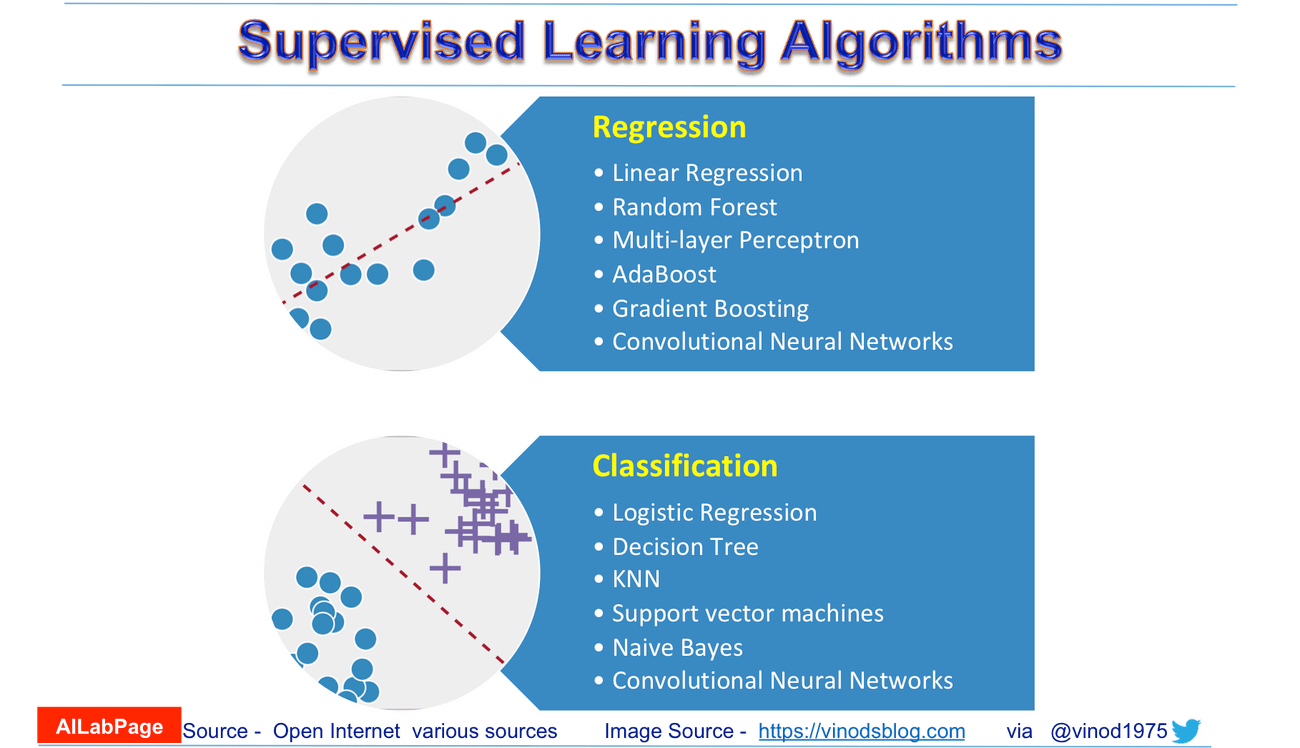 Supervised Learning Algorithms
Regression
• Linear Regression
• Random Forest
• Multi-layer Perceptron
• AdaBoost
• Gradient Boosting
• Convolutional Neural Networks
Classification
• Logistic Regression
• Decision Tree
• KNN
• Support vector machines
• Naive Bayes
• Convolutional Neural Networks
AILabPage Source - Open Internet various sources Image Source - https://vinodsblog.com via @vinod1975